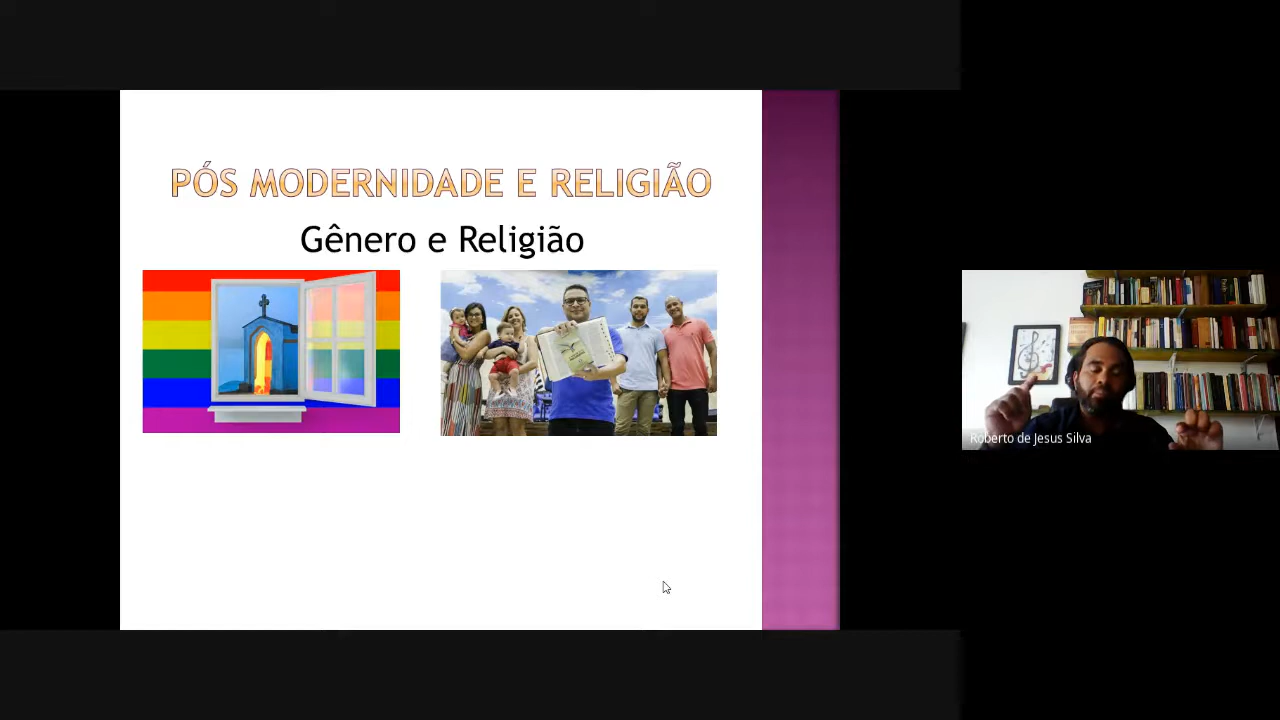 PÓS MODERNIDADE E RELIGIÃO
Gênero e Religião
Roberto de Jesus Silva